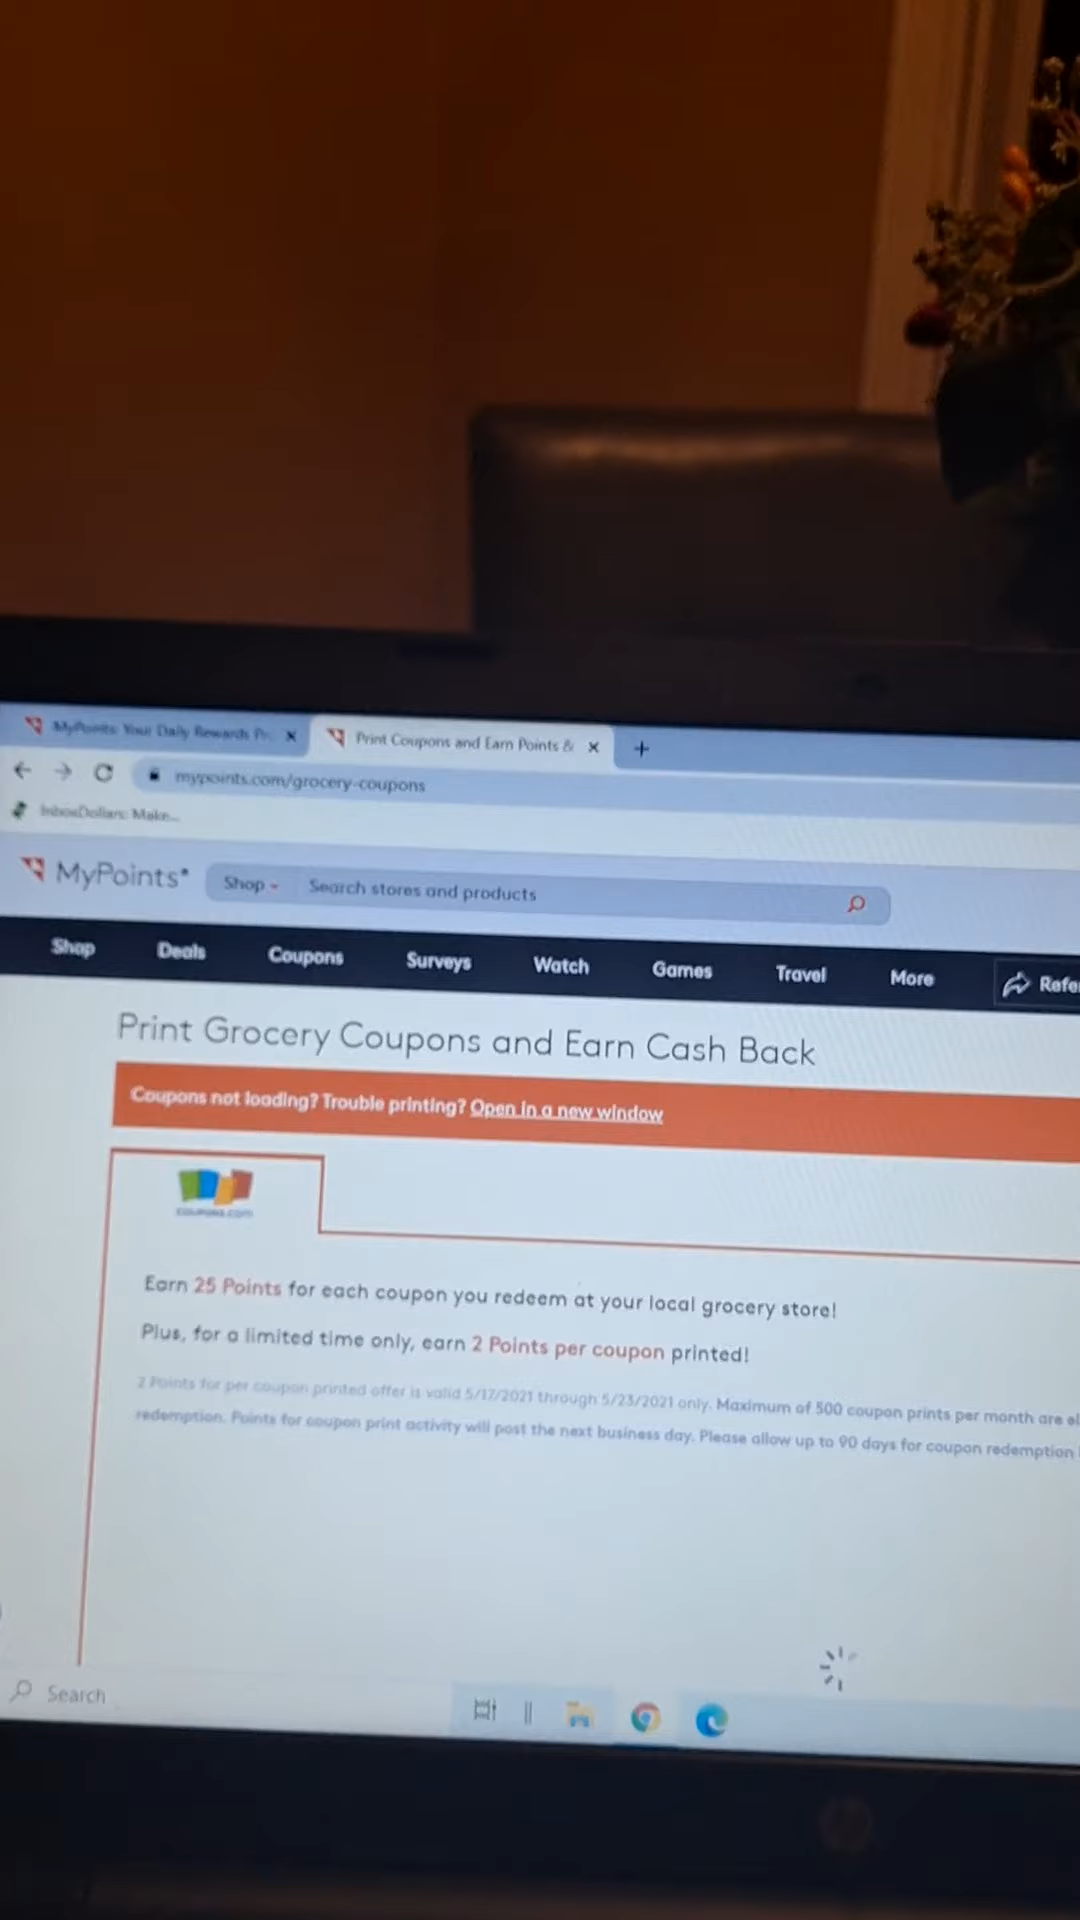 MyPoints: Your Daily Rewards Pr
Print Coupons and Earn Points &
mypoints.com/grocery-coupons
InboxDollars: Make...
MyPoints*
Shop
Search stores and products
Shop Deals Coupons Surveys Watch Games Travel More
Print Grocery Coupons and Earn Cash Back
Coupons not loading? Trouble printing? Open in a new window
coupons.com
Earn 25 Points for each coupon you redeem at your local grocery store!
Plus, for a limited time only, earn 2 Points per coupon printed!
2 Points for per coupon printed offer is valid 5/17/2021 through 5/23/2021 only. Maximum of 500 coupon prints per month are
redemption. Points for coupon print activity will post the next business day. Please allow up to 90 days for coupon redemption
Search